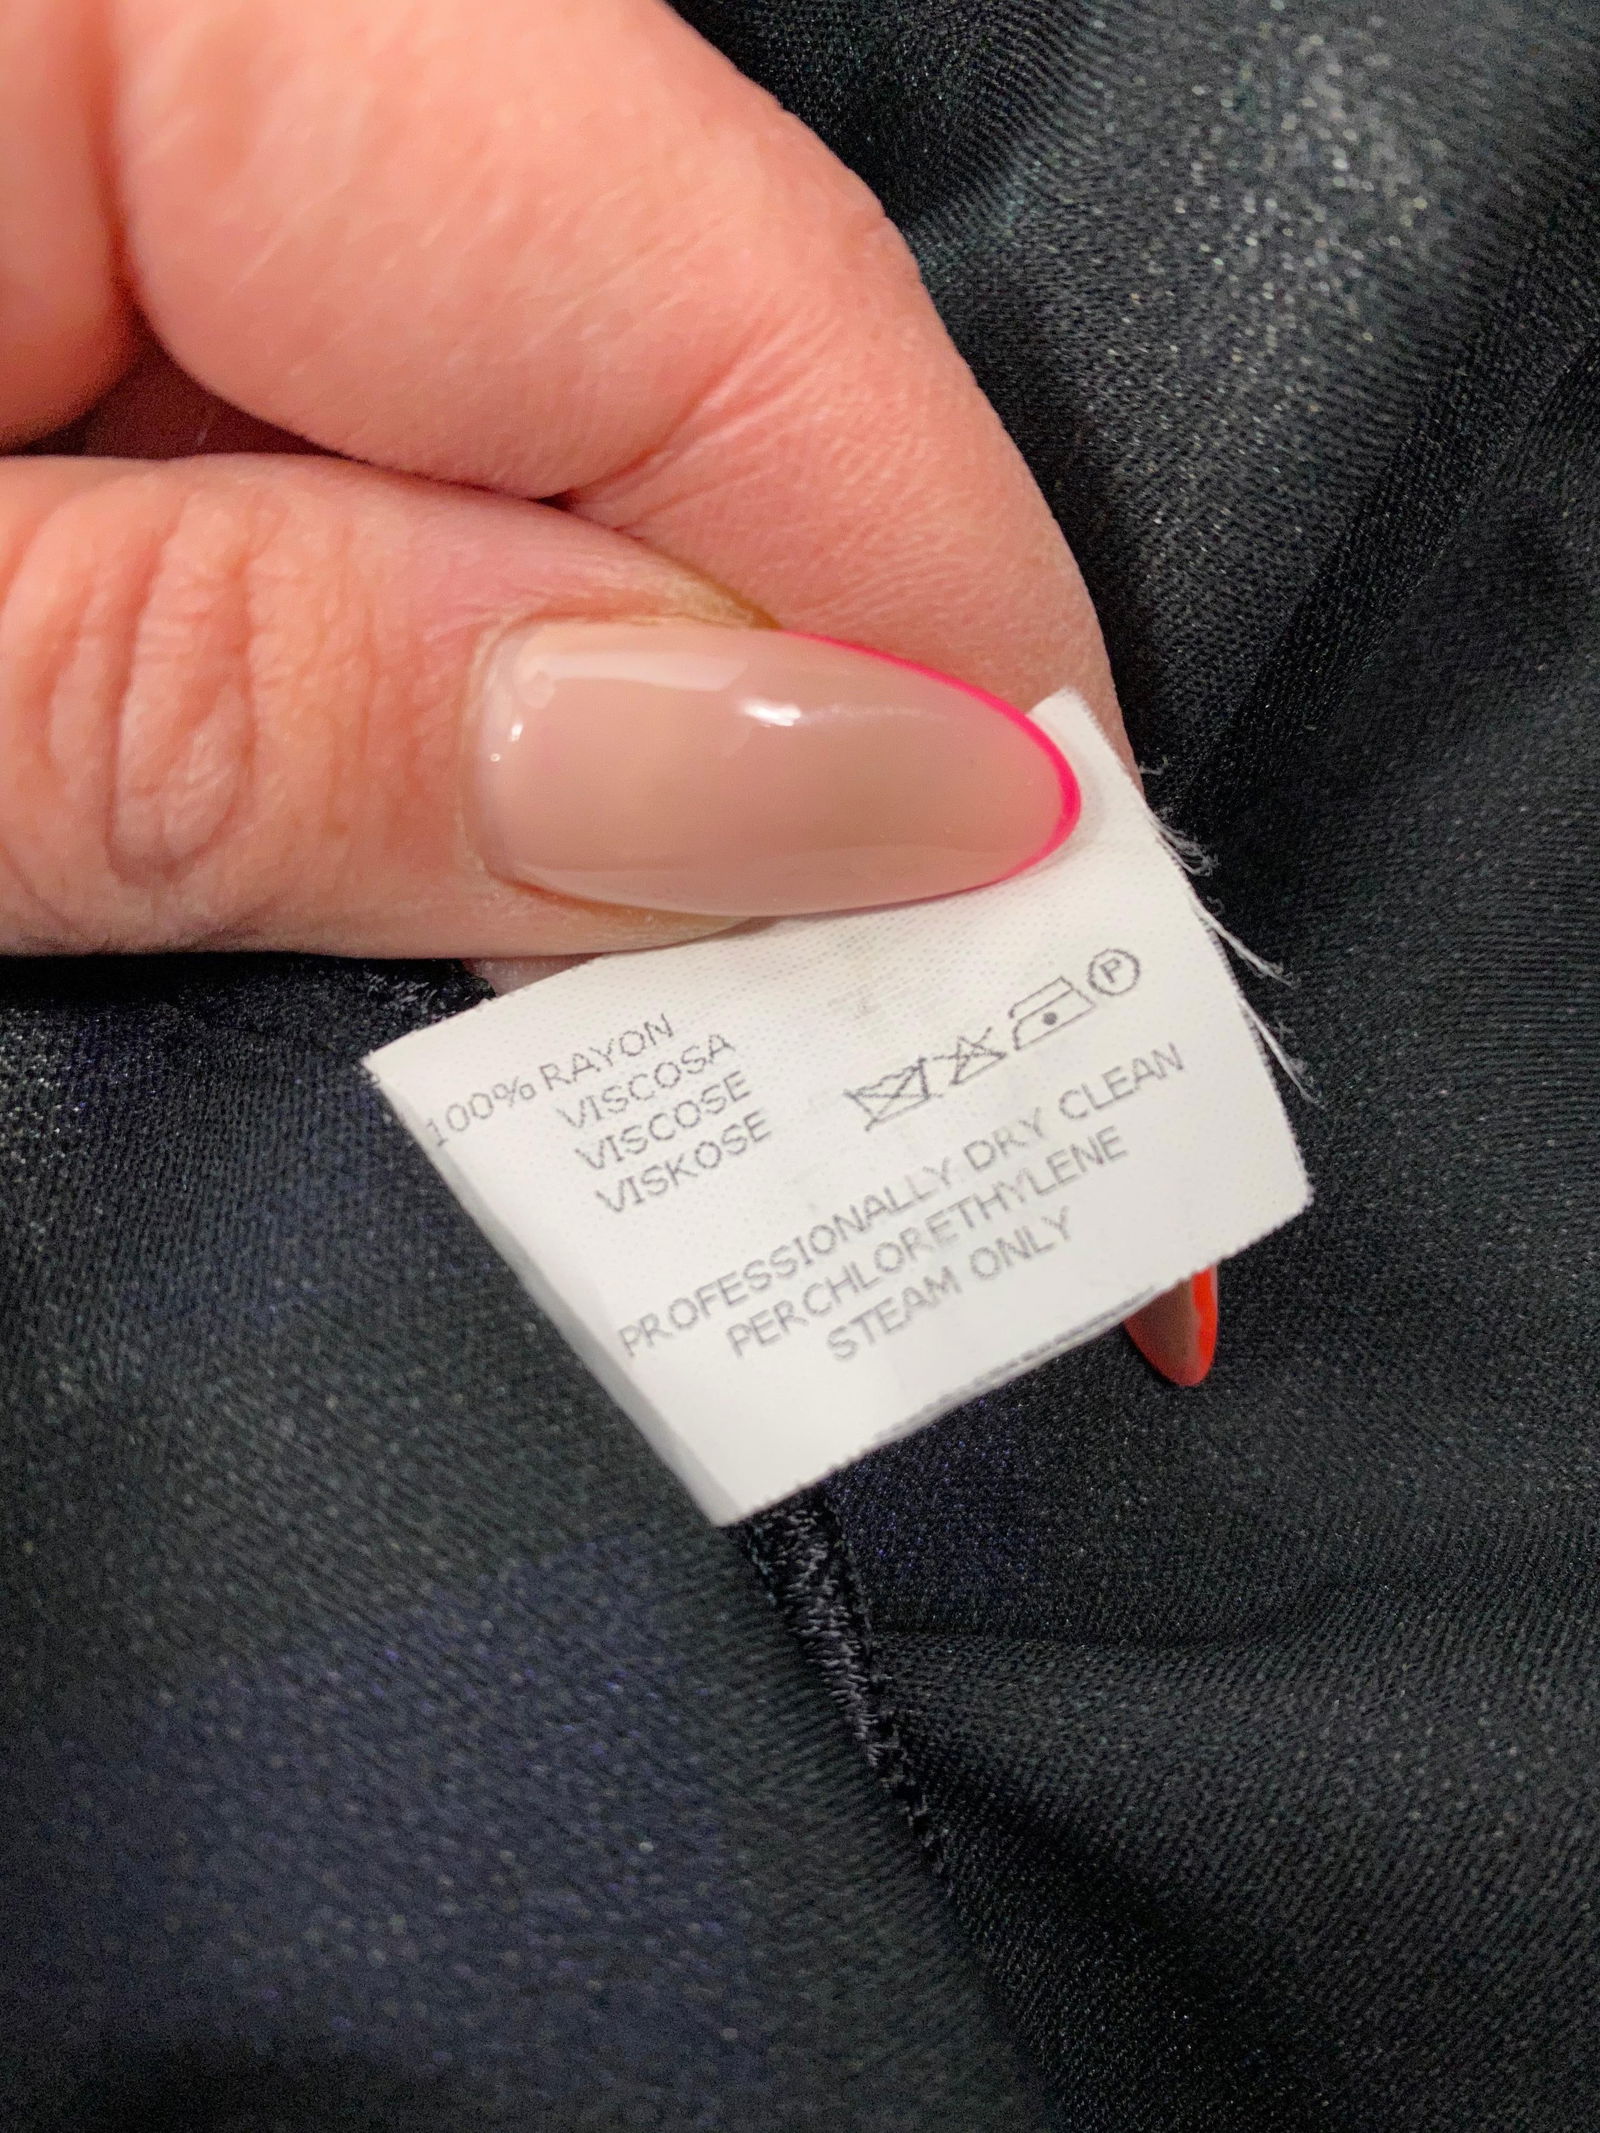 100% RAYON
VISCOSA
VISCOSE
VISKOSE
P
PROFESSIONALLY DRY CLEAN
PERCHLORETHYLENE
STEAM ONLY